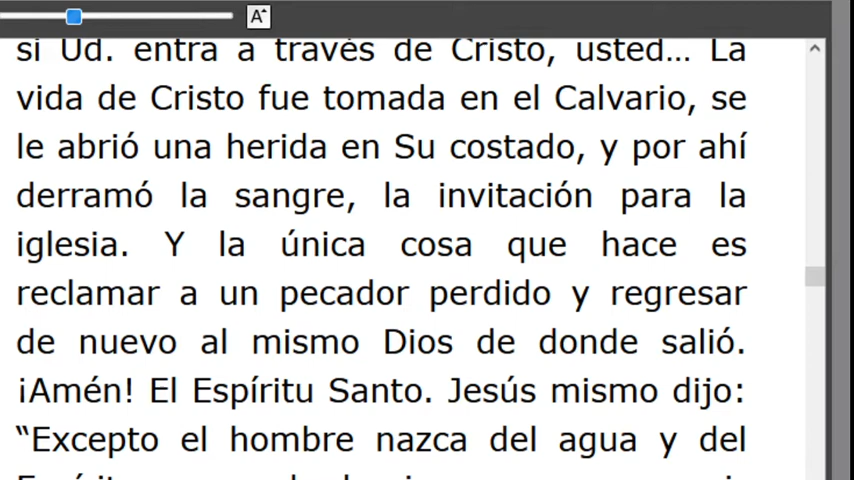 A
si Ud. entra a través de Cristo, usted... La
vida de Cristo fue tomada en el Calvario, se
le abrió una herida en Su costado, y por ahí
derramó la sangre, la invitación para la
iglesia. Y la única cosa que hace es
reclamar a un pecador perdido y regresar
de nuevo al mismo Dios de donde salió.
¡Amén! El Espíritu Santo. Jesús mismo dijo:
“Excepto el hombre nazca del agua y del